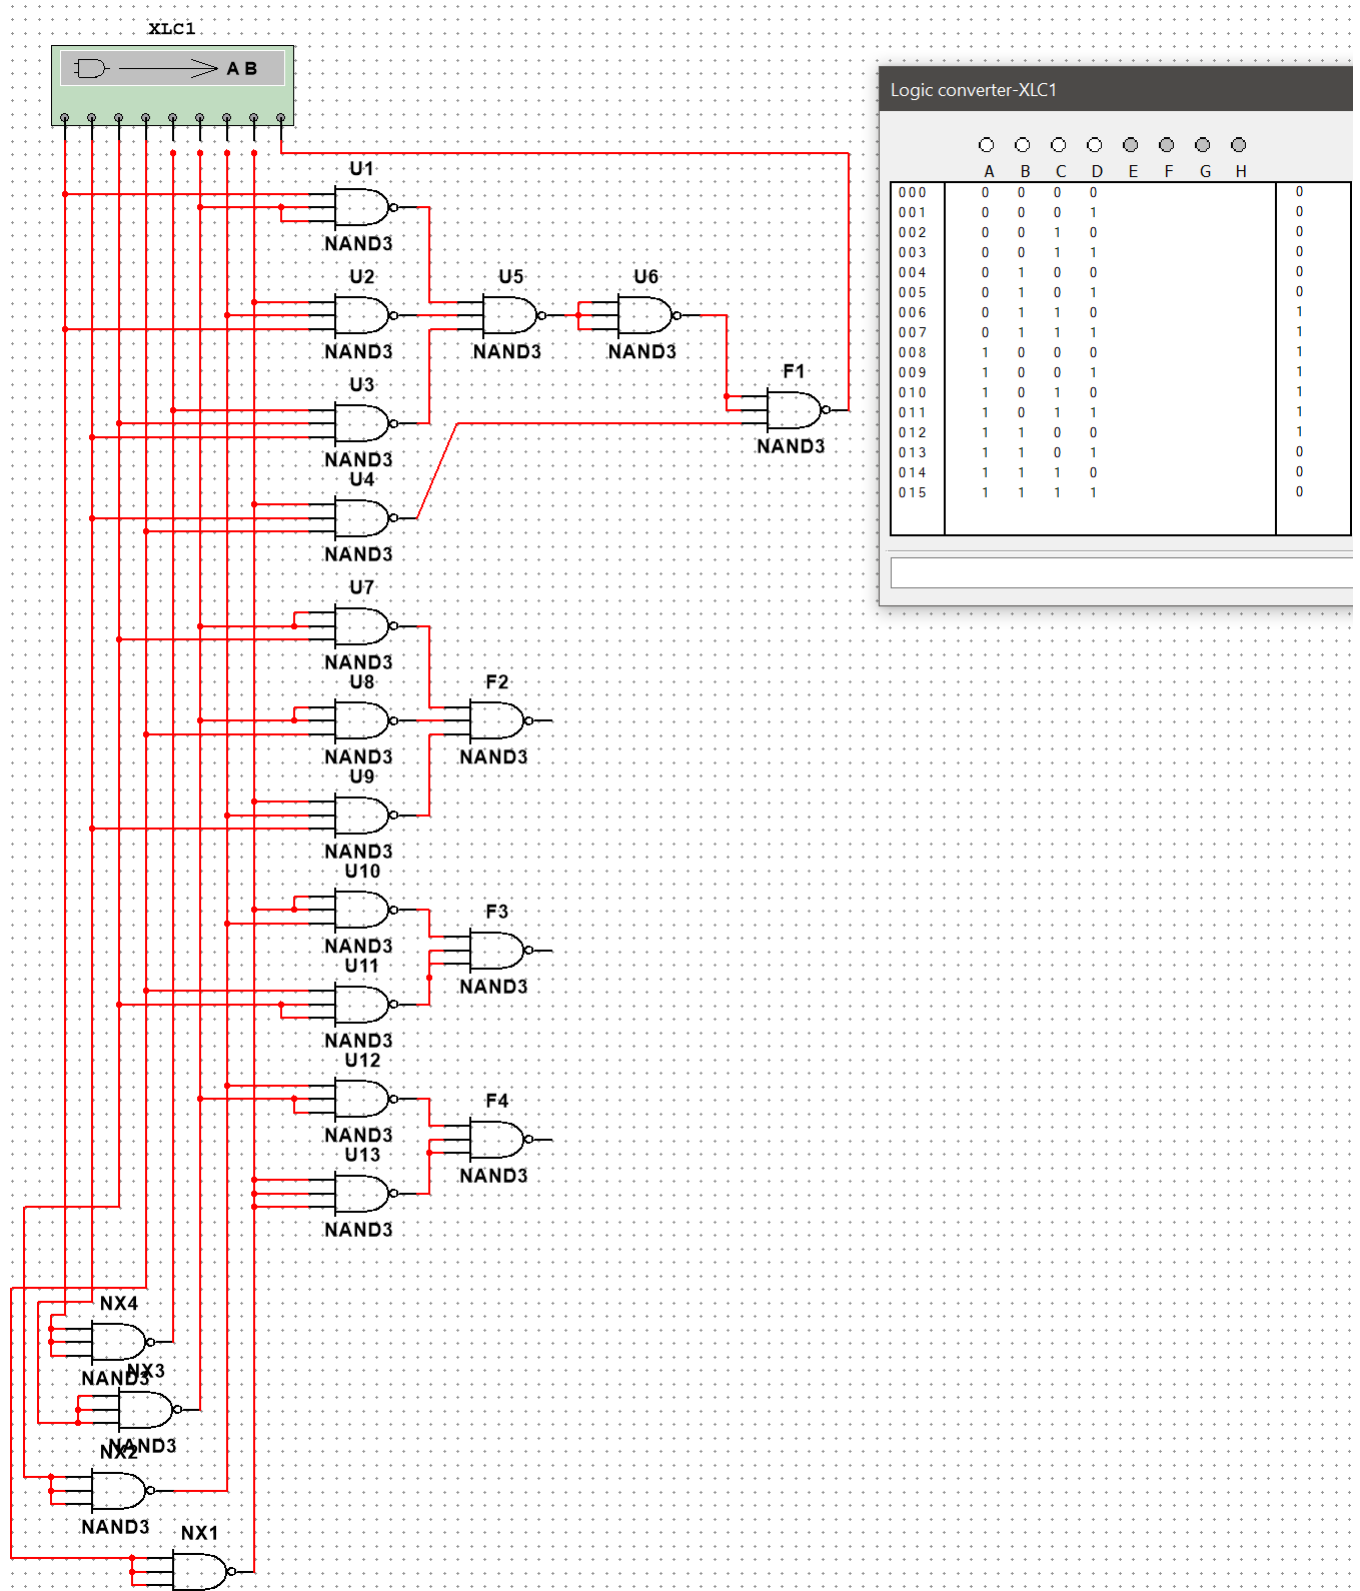 XLC1
A B
Logic converter-XLC1
A B C D E F G H
000 0 0 0 0 0
001 0 0 0 1 0
002 0 0 1 0 0
003 0 0 1 1 0
004 0 1 0 0 0
005 0 1 0 1 0
006 0 1 1 0 1
007 0 1 1 1 1
008 1 0 0 0 1
009 1 0 0 1 1
010 1 0 1 0 1
011 1 0 1 1 1
012 1 1 0 0 1
013 1 1 0 1 0
014 1 1 1 0 0
015 1 1 1 1 0
U1
NAND3
U2
NAND3
U5
NAND3
U6
NAND3
U3
NAND3
F1
NAND3
U4
NAND3
U7
NAND3
U8
NAND3
F2
NAND3
U9
NAND3
U10
NAND3
F3
NAND3
U11
NAND3
U12
NAND3
F4
NAND3
U13
NAND3
NX4
NAND3
NX3
NAND3
NX2
NAND3
NX1